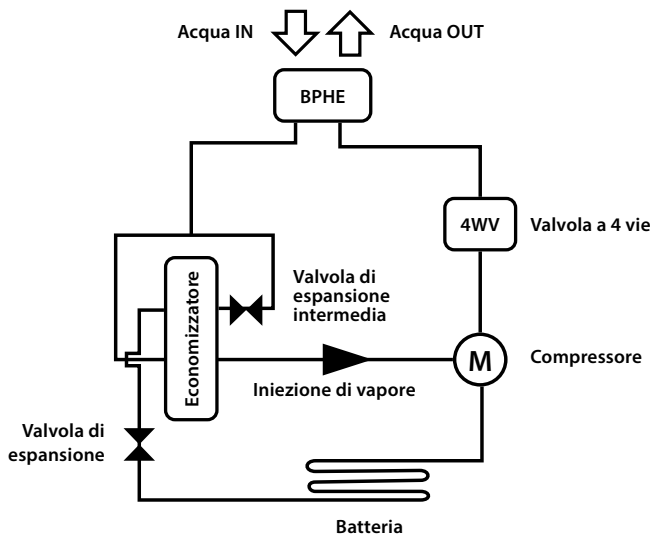 Acqua IN
Acqua OUT
BPHE
4WV
Valvola a 4 vie
Economizzatore
Valvola di
espansione
intermedia
M
Compressore
Iniezione di vapore
Valvola di
espansione
Batteria